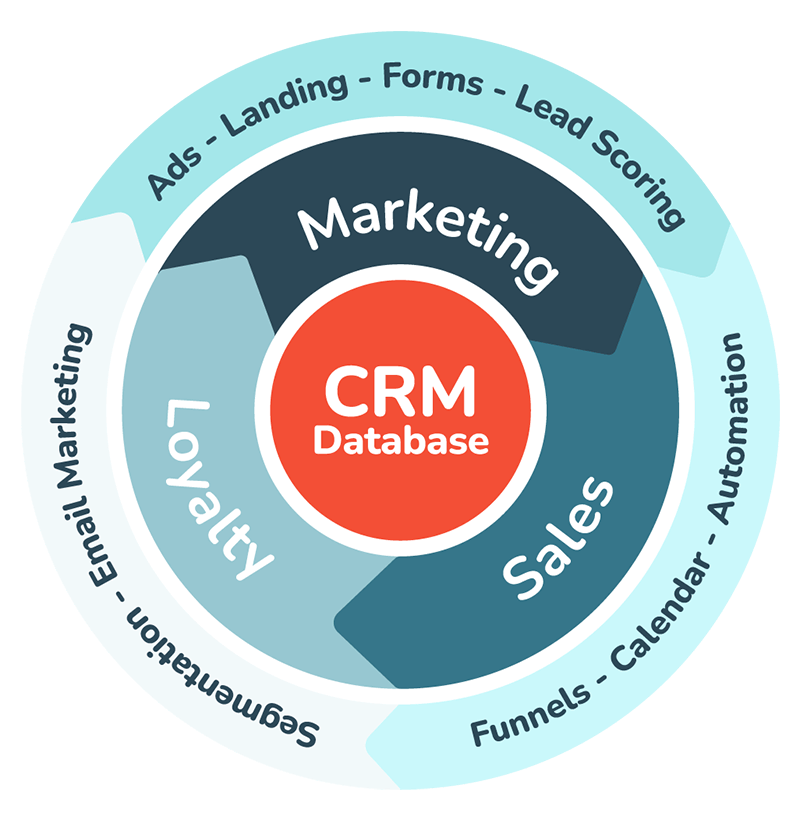 Ads - Landing - Forms - Lead Scoring
Marketing
CRM
Database
Loyalty
Sales
Segmentation - Email Marketing
Funnels - Calendar - Automation